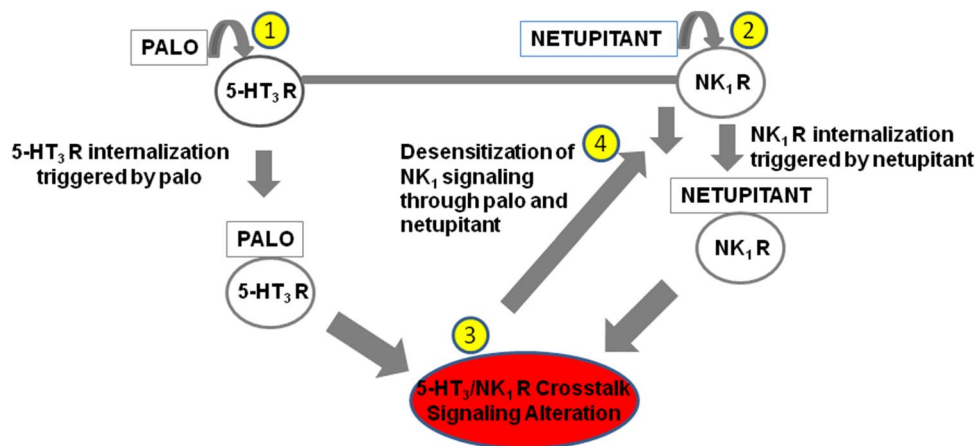 PALO
1
5-HT₃ R
NETUPITANT
2
NK₁ R
5-HT₃ R internalization
triggered by palo
Desensitization of
NK₁ signaling
through palo and
netupitant
4
NK₁ R internalization
triggered by netupitant
PALO
5-HT₃ R
NETUPITANT
NK₁ R
3
5-HT₃/NK₁ R Crosstalk
Signaling Alteration